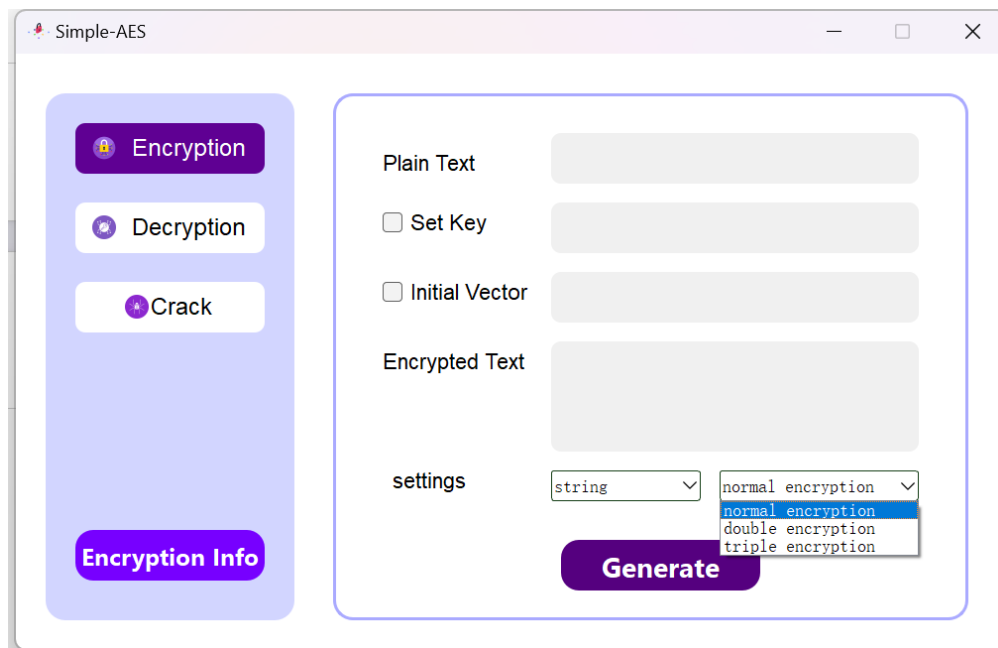 Simple-AES
Encryption
Decryption
Crack
Encryption Info
Plain Text
Set Key
Initial Vector
Encrypted Text
settings
string
normal encryption
normal encryption
double encryption
triple encryption
Generate